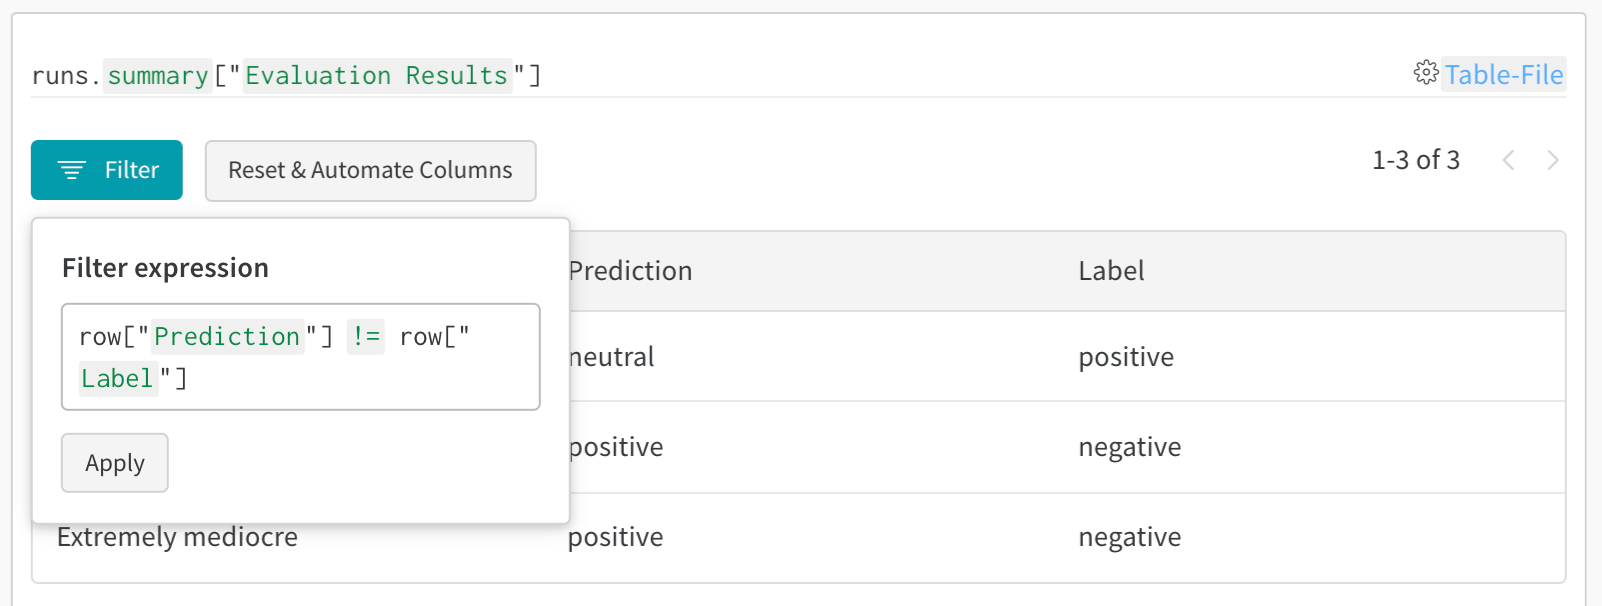 runs.summary["Evaluation Results"]
Table-File
Filter
Reset & Automate Columns
1-3 of 3
Filter expression
row["Prediction"] != row["
Label"]
Apply
Prediction Label
neutral positive
positive negative
Extremely mediocre positive negative